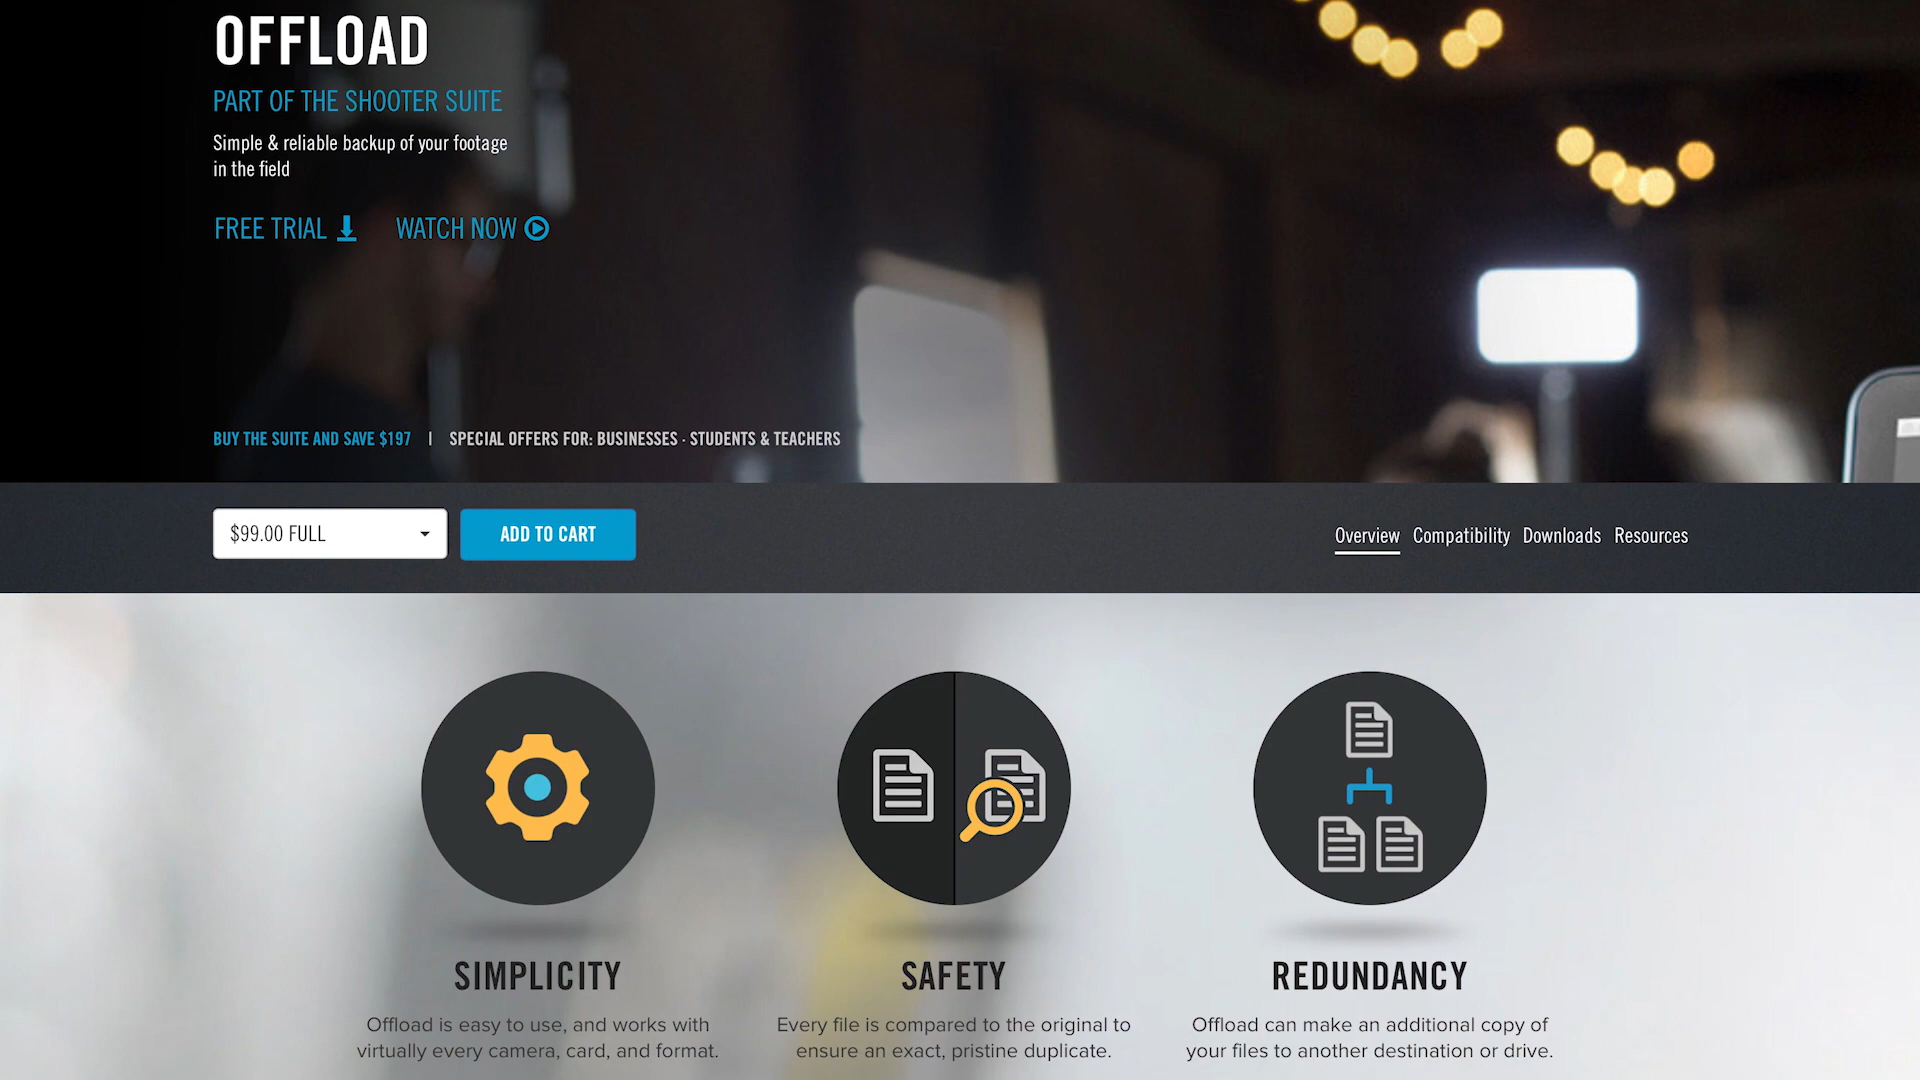 OFFLOAD
PART OF THE SHOOTER SUITE
Simple & reliable backup of your footage
in the field
FREE TRIAL WATCH NOW
BUY THE SUITE AND SAVE $197 | SPECIAL OFFERS FOR: BUSINESSES · STUDENTS & TEACHERS
$99.00 FULL ADD TO CART Overview Compatibility Downloads Resources
SIMPLICITY
Offload is easy to use, and works with
virtually every camera, card, and format.
SAFETY
Every file is compared to the original to
ensure an exact, pristine duplicate.
REDUNDANCY
Offload can make an additional copy of
your files to another destination or drive.